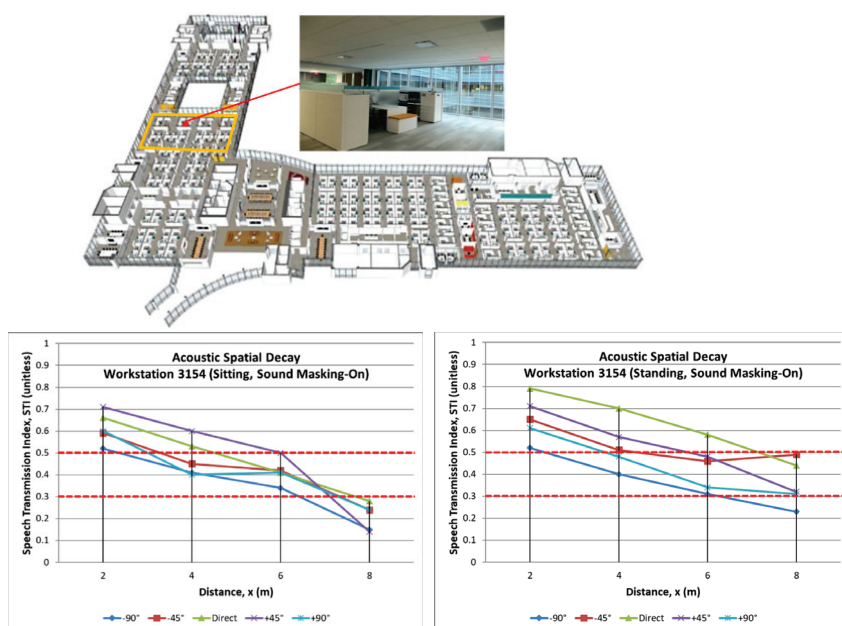 Acoustic Spatial Decay
Workstation 3154 (Sitting, Sound Masking-On)
Speech Transmission Index, STI (unitless)
1
0.9
0.8
0.7
0.6
0.5
0.4
0.3
0.2
0.1
0
2 4 6 8
Distance, x (m)
-90° -45° Direct +45° +90°
Acoustic Spatial Decay
Workstation 3154 (Standing, Sound Masking-On)
Speech Transmission Index, STI (unitless)
1
0.9
0.8
0.7
0.6
0.5
0.4
0.3
0.2
0.1
0
2 4 6 8
Distance, x (m)
-90° -45° Direct +45° +90°